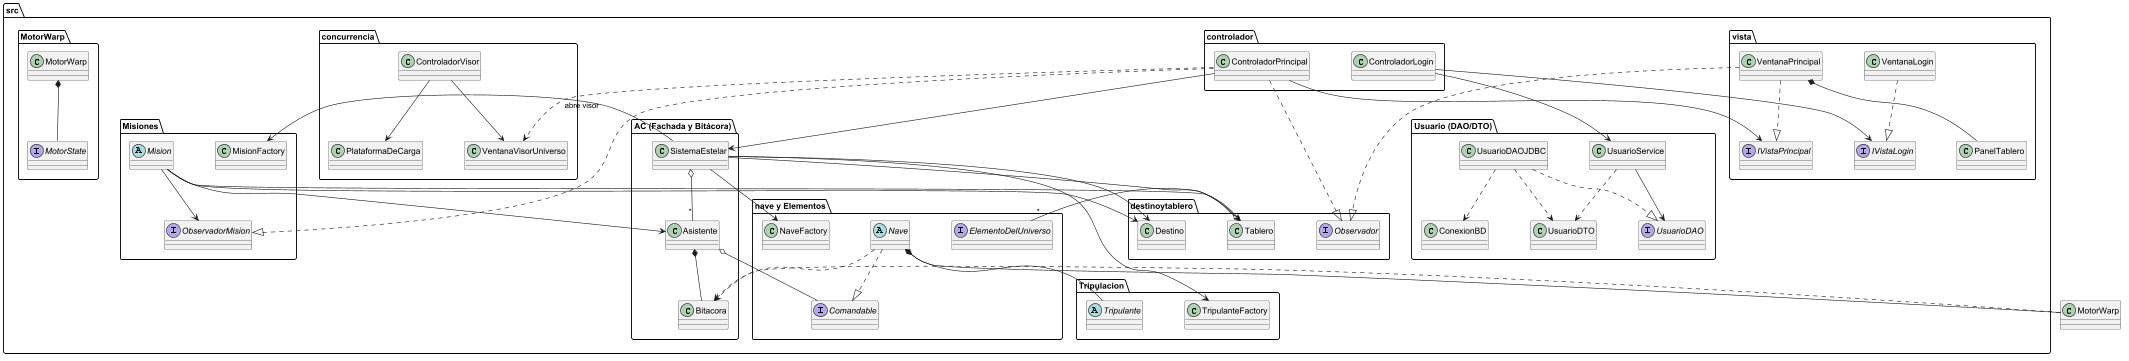 src
MotorWarp
C MotorWarp
I MotorState
concurrencia
C ControladorVisor
C PlataformaDeCarga
C VentanaVisorUniverso
abre visor
controlador
C ControladorPrincipal
C ControladorLogin
vista
C VentanaPrincipal
C VentanaLogin
I IVistaPrincipal
I IVistaLogin
C PanelTablero
Misiones
A Mision
C MisionFactory
I ObservadorMision
AC (Fachada y Bitácora)
C SistemaEstelar
*
C Asistente
C Bitacora
Usuario (DAO/DTO)
C UsuarioDAOJDBC
C UsuarioService
C ConexionBD
C UsuarioDTO
I UsuarioDAO
nave y Elementos
*
C NaveFactory
A Nave
I ElementoDelUniverso
I Comandable
destinoytablero
C Destino
C Tablero
I Observador
Tripulacion
*
A Tripulante
C TripulanteFactory
C MotorWarp